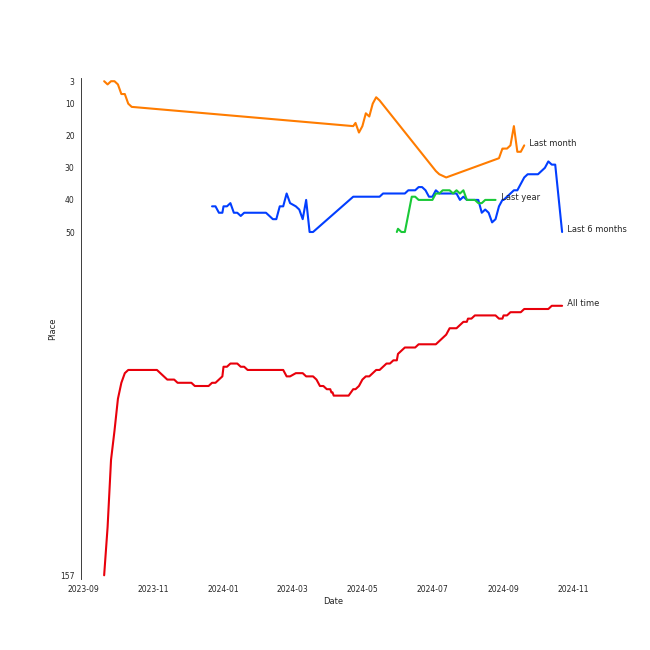 3
10
20
30
40
50
157
Place
Last month
Last year
Last 6 months
All time
2023-09 2023-11 2024-01 2024-03 2024-05 2024-07 2024-09 2024-11
Date